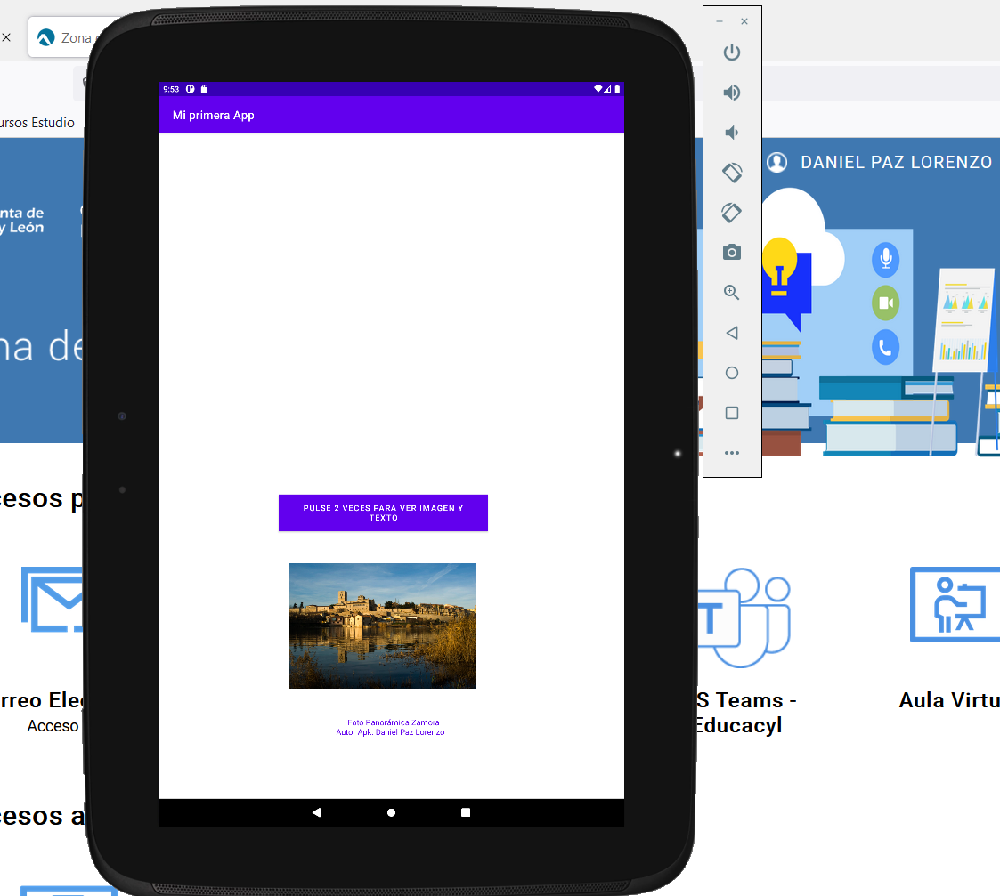 Zona
ursos Estudio
9:53
Mi primera App
DANIEL PAZ LORENZO
nta de
y León
na de
PULSE 2 VECES PARA VER IMAGEN Y
TEXTO
cesos p
T
Foto Panorámica Zamora
Autor Apk: Daniel Paz Lorenzo
rreo Ele
Acceso
S Teams -
Educacyl
Aula Virtu
cesos a